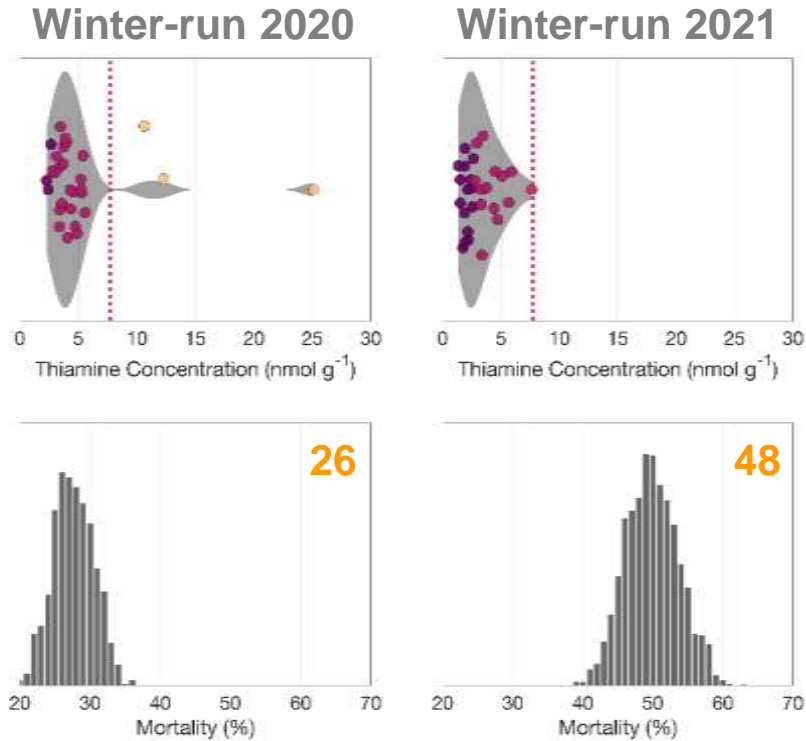 Winter-run 2020 Winter-run 2021
0 5 10 15 20 25 30 0 5 10 15 20 25 30
Thiamine Concentration (nmol g⁻¹) Thiamine Concentration (nmol g⁻¹)
26 48
20 30 40 50 60 70 20 30 40 50 60 70
Mortality (%) Mortality (%)